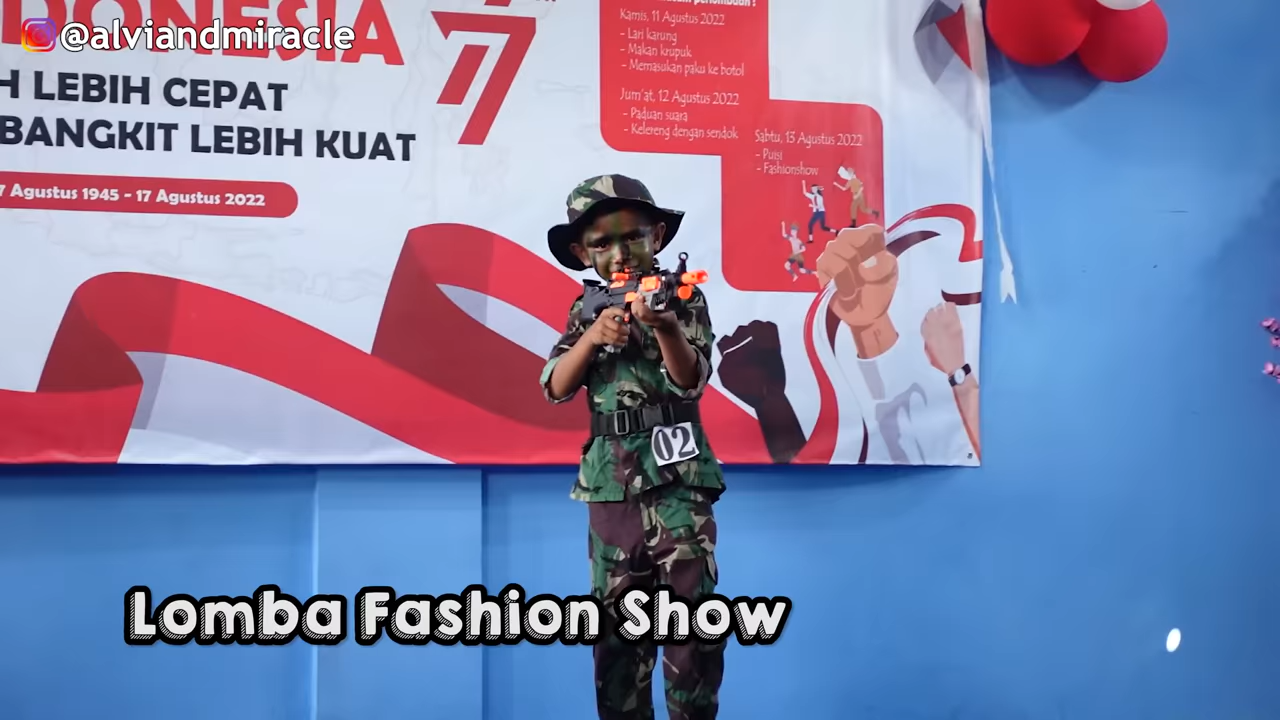 @alviandmiracle
DONESIA
77
H LEBIH CEPAT
BANGKIT LEBIH KUAT
7 Agustus 1945 - 17 Agustus 2022
Kamis, 11 Agustus 2022
- Lari karung
- Makan krupuk
- Memasukan paku ke botol
Jum'at, 12 Agustus 2022
- Paduan suara
- Kelereng dengan sendok
Sabtu, 13 Agustus 2022
- Puisi
- Fashionshow
02
Lomba Fashion Show